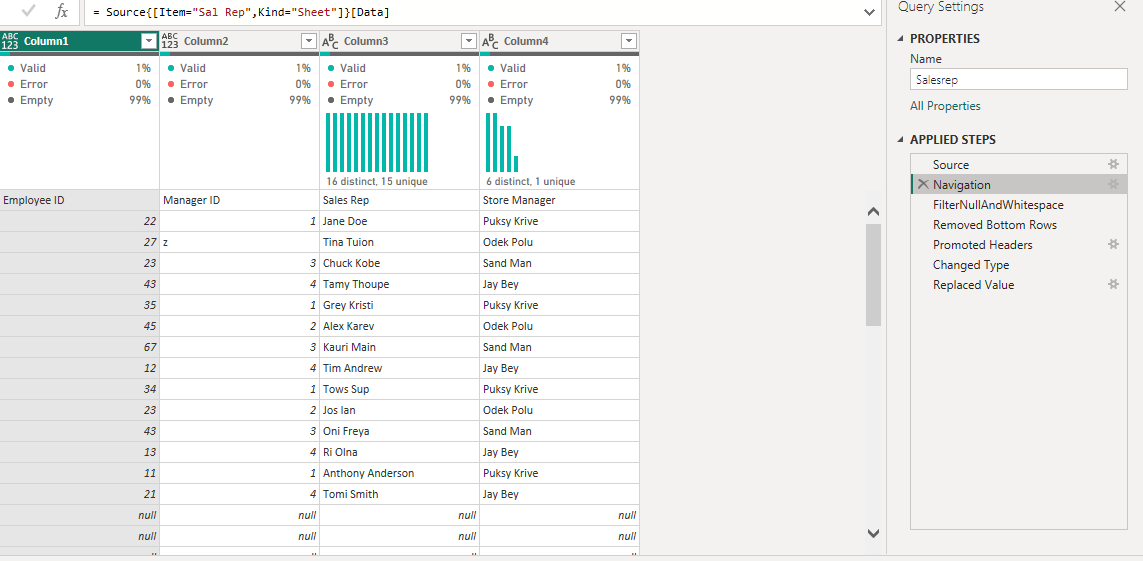 fx = Source{[Item="Sal Rep",Kind="Sheet"]}[Data]
ABC 123 Column1 ABC 123 Column2 ABC Column3 ABC Column4
Valid 1% Valid 1% Valid 1% Valid 1%
Error 0% Error 0% Error 0% Error 0%
Empty 99% Empty 99% Empty 99% Empty 99%
16 distinct, 15 unique 6 distinct, 1 unique
Employee ID Manager ID Sales Rep Store Manager
22 1 Jane Doe Puksy Krive
27 z Tina Tuion Odek Polu
23 3 Chuck Kobe Sand Man
43 4 Tamy Thoupe Jay Bey
35 1 Grey Kristi Puksy Krive
45 2 Alex Karev Odek Polu
67 3 Kauri Main Sand Man
12 4 Tim Andrew Jay Bey
34 1 Tows Sup Puksy Krive
23 2 Jos Ian Odek Polu
43 3 Oni Freya Sand Man
13 4 Ri Olna Jay Bey
11 1 Anthony Anderson Puksy Krive
21 4 Tomi Smith Jay Bey
null null null null
null null null null
Query Settings
PROPERTIES
Name
Salesrep
All Properties
APPLIED STEPS
Source
Navigation
FilterNullAndWhitespace
Removed Bottom Rows
Promoted Headers
Changed Type
Replaced Value